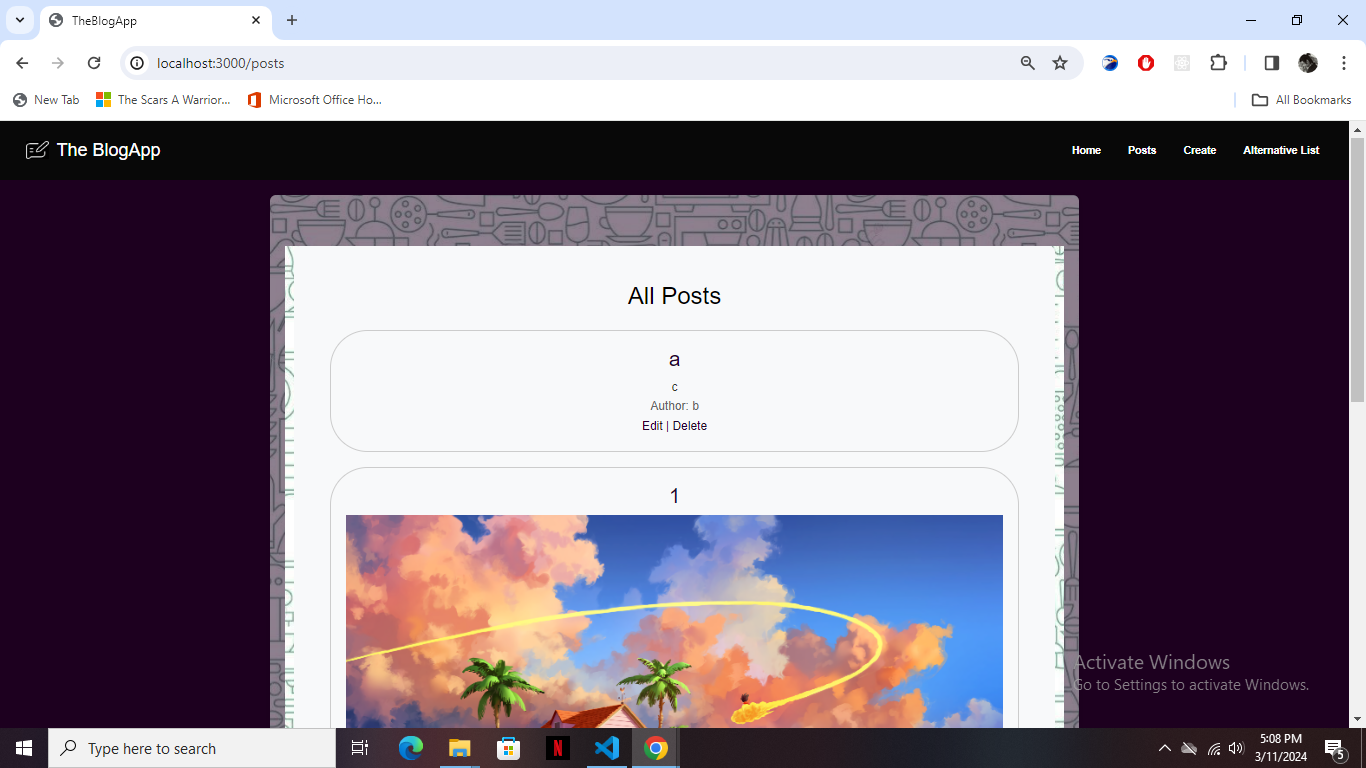 TheBlogApp
localhost:3000/posts
New Tab
The Scars A Warrior...
Microsoft Office Ho...
All Bookmarks
The BlogApp
Home
Posts
Create
Alternative List
All Posts
a
c
Author: b
Edit | Delete
1
Activate Windows
Go to Settings to activate Windows.
Type here to search
N
5:08 PM
3/11/2024
5